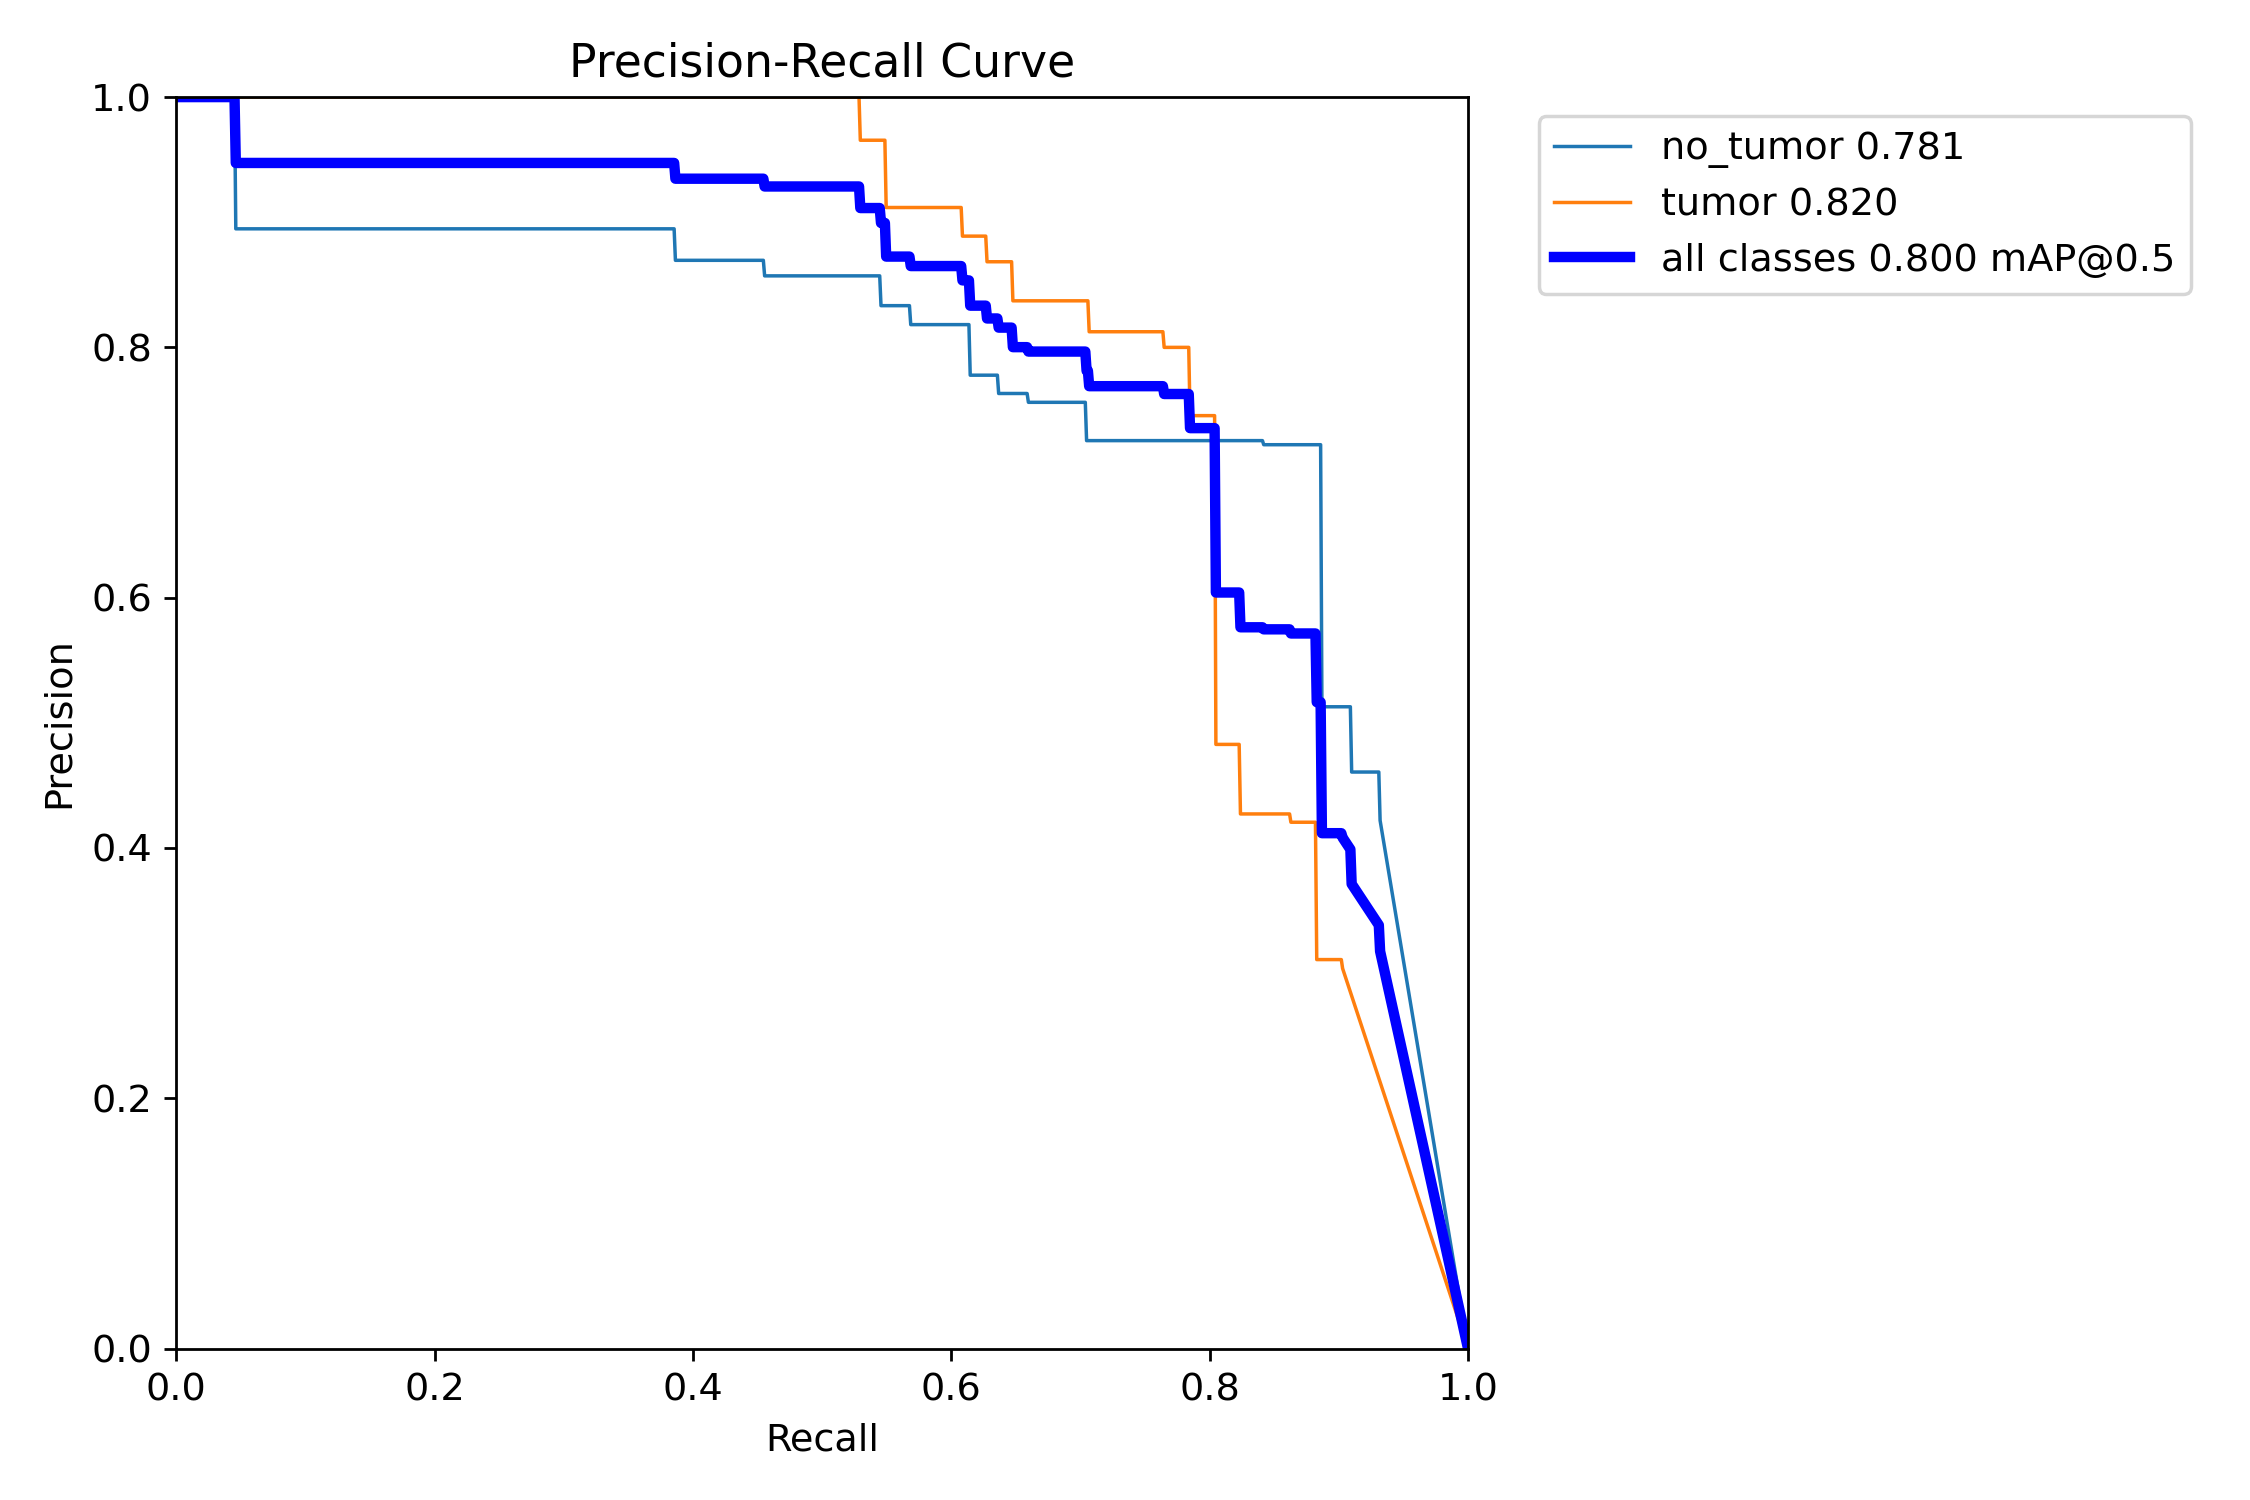 Precision-Recall Curve
1.0
0.8
0.6
0.4
0.2
0.0
Precision
0.0 0.2 0.4 0.6 0.8 1.0
Recall
no_tumor 0.781
tumor 0.820
all classes 0.800 mAP@0.5